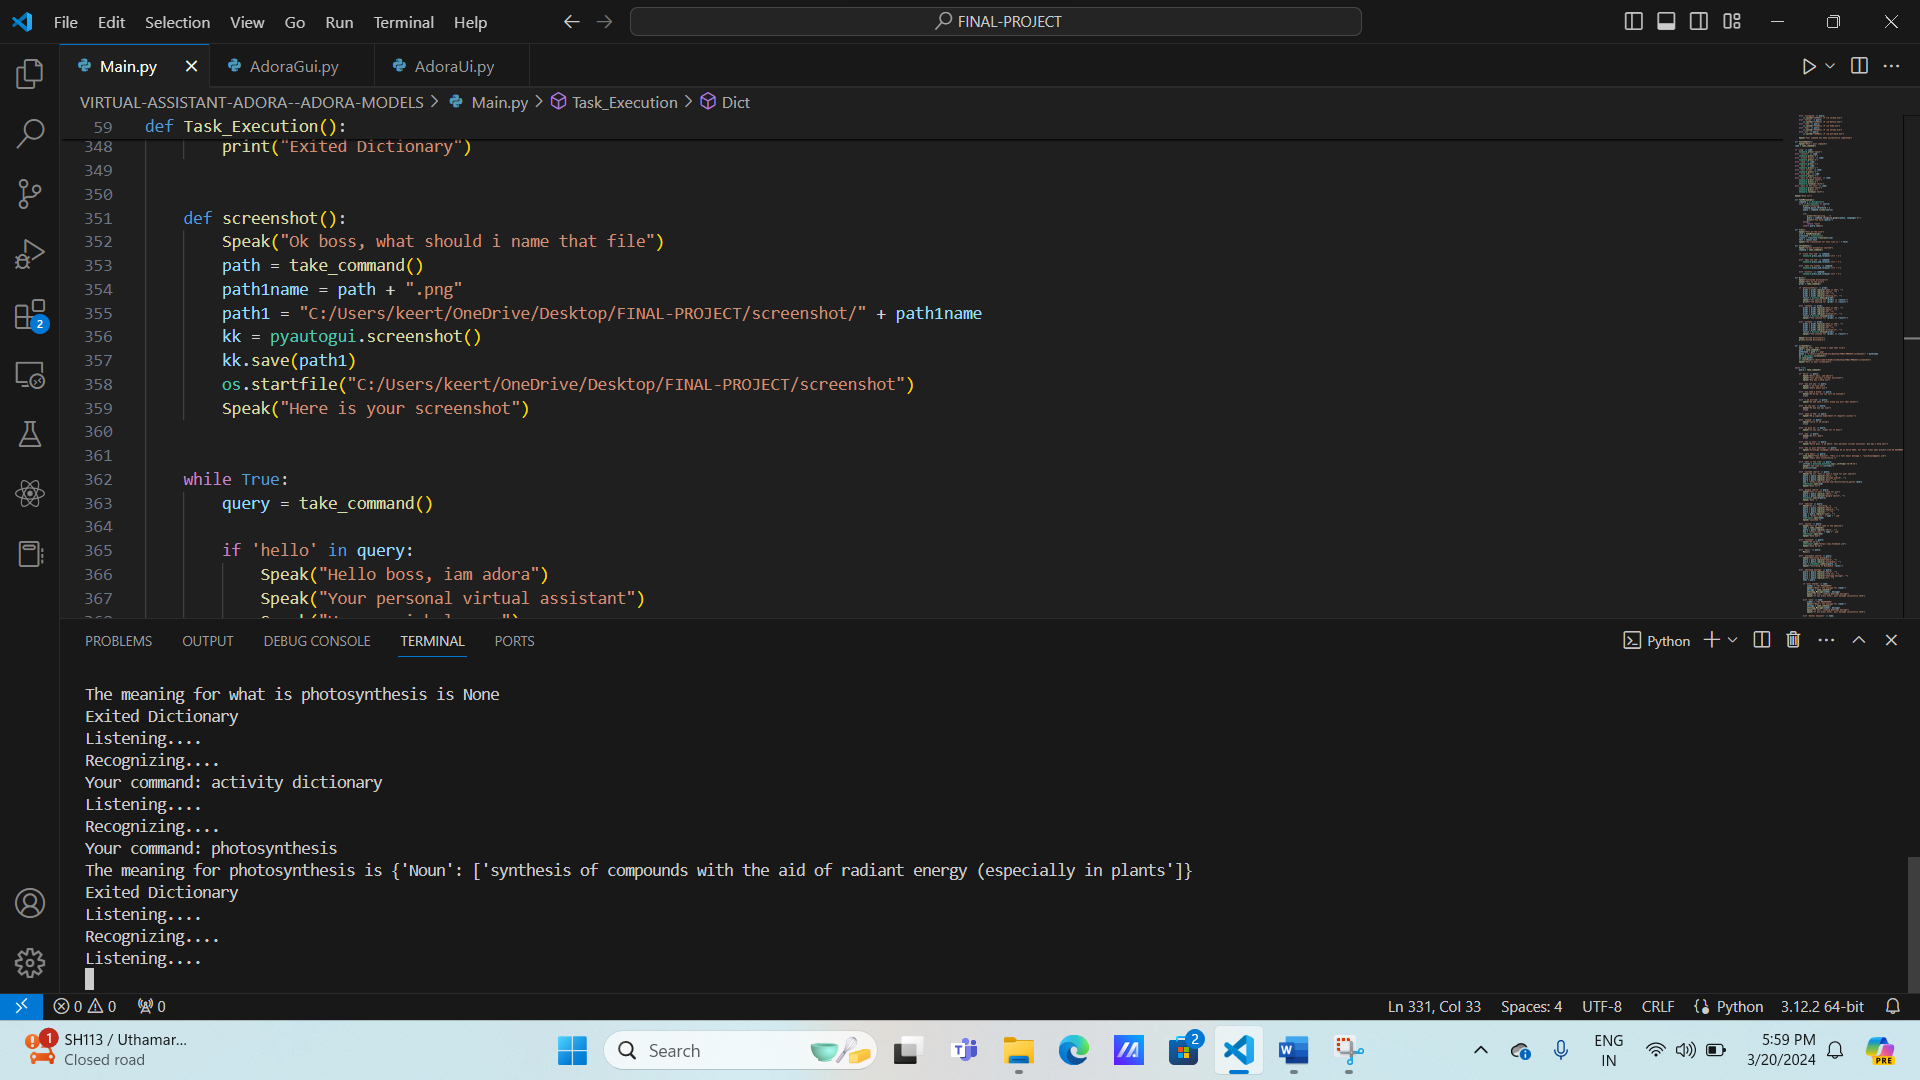 File Edit Selection View Go Run Terminal Help
FINAL-PROJECT
Main.py
AdoraGui.py
AdoraUi.py
VIRTUAL-ASSISTANT-ADORA--ADORA-MODELS > Main.py > Task_Execution > Dict
59 def Task_Execution():
348 print("Exited Dictionary")
349
350
351 def screenshot():
352 Speak("Ok boss, what should i name that file")
353 path = take_command()
354 path1name = path + ".png"
355 path1 = "C:/Users/keert/OneDrive/Desktop/FINAL-PROJECT/screenshot/" + path1name
356 kk = pyautogui.screenshot()
357 kk.save(path1)
358 os.startfile("C:/Users/keert/OneDrive/Desktop/FINAL-PROJECT/screenshot")
359 Speak("Here is your screenshot")
360
361
362 while True:
363 query = take_command()
364
365 if 'hello' in query:
366 Speak("Hello boss, iam adora")
367 Speak("Your personal virtual assistant")
2
PROBLEMS OUTPUT DEBUG CONSOLE TERMINAL PORTS
Python
The meaning for what is photosynthesis is None
Exited Dictionary
Listening....
Recognizing....
Your command: activity dictionary
Listening....
Recognizing....
Your command: photosynthesis
The meaning for photosynthesis is {'Noun': ['synthesis of compounds with the aid of radiant energy (especially in plants']}
Exited Dictionary
Listening....
Recognizing....
Listening....
0 0 0
Ln 331, Col 33 Spaces: 4 UTF-8 CRLF Python 3.12.2 64-bit
1
SH113 / Uthamar...
Closed road
Search
2
ENG
IN
5:59 PM
3/20/2024
PRE